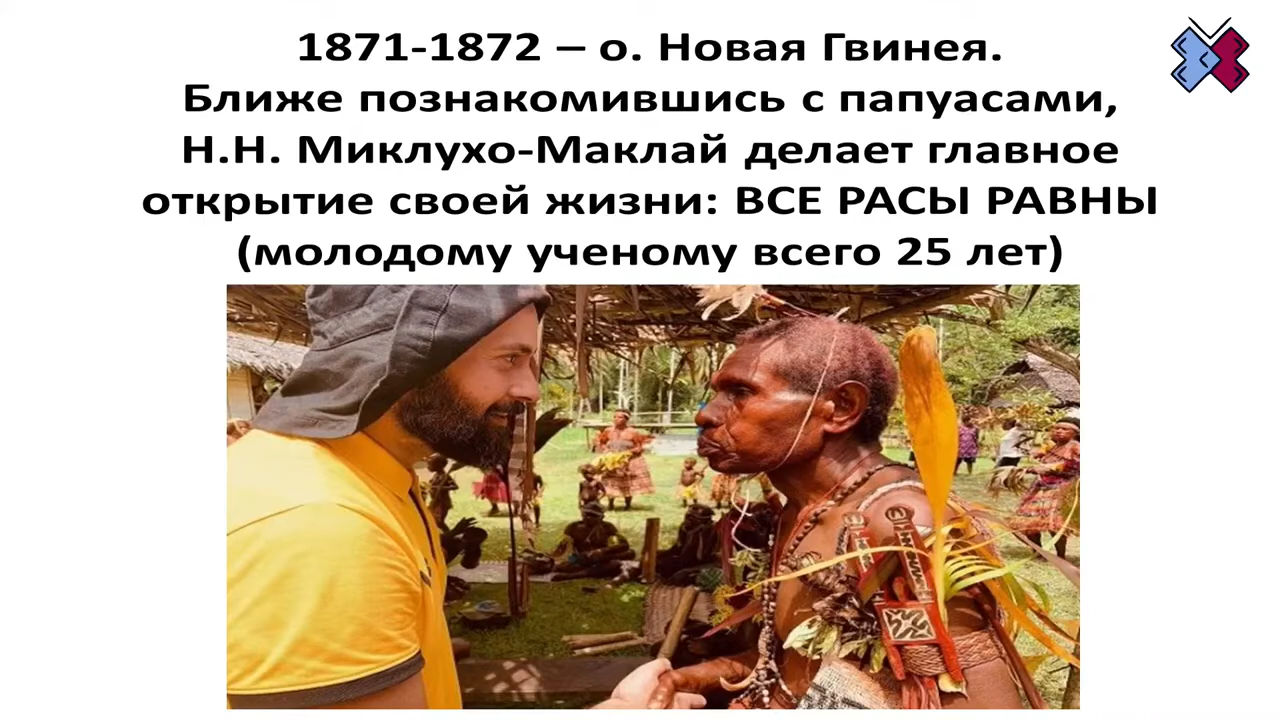 1871-1872 – о. Новая Гвинея.
Ближе познакомившись с папуасами,
Н.Н. Миклухо-Маклай делает главное
открытие своей жизни: ВСЕ РАСЫ РАВНЫ
(молодому ученому всего 25 лет)